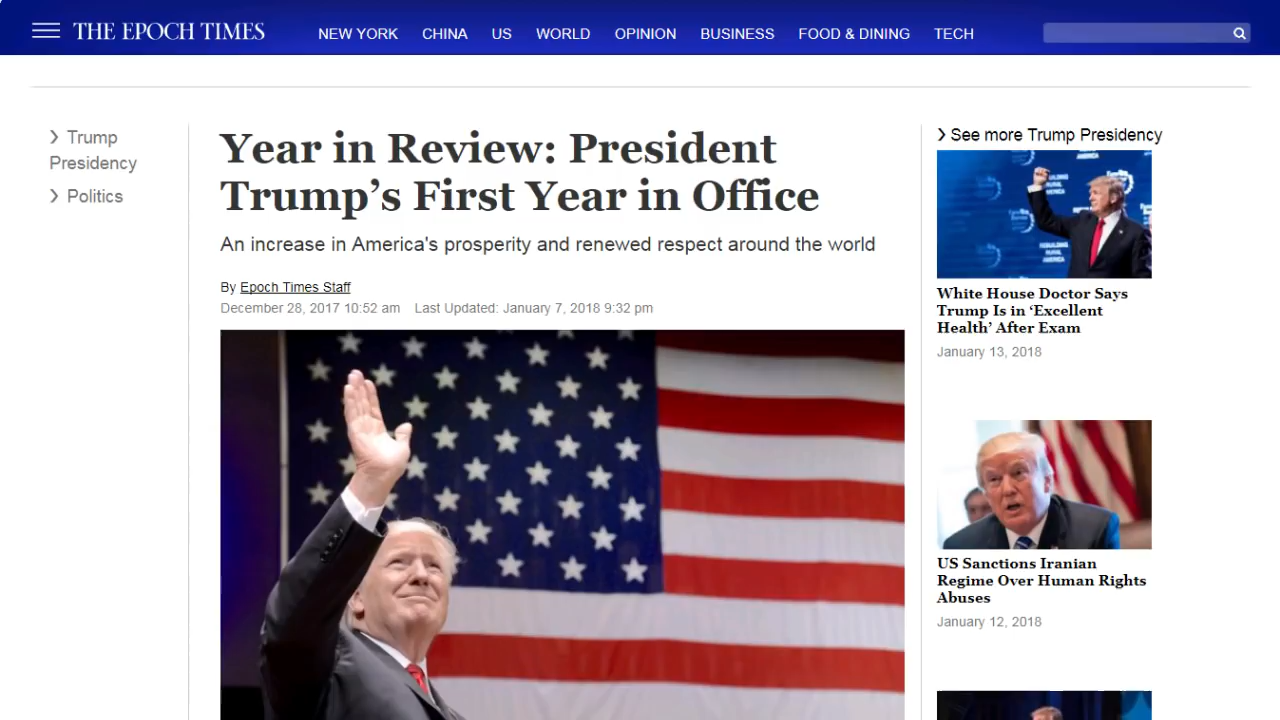 THE EPOCH TIMES
NEW YORK CHINA US WORLD OPINION BUSINESS FOOD & DINING TECH
Trump
Presidency
Politics
Year in Review: President
Trump’s First Year in Office
An increase in America's prosperity and renewed respect around the world
By Epoch Times Staff
December 28, 2017 10:52 am Last Updated: January 7, 2018 9:32 pm
See more Trump Presidency
REBUILDING
RURAL
AMERICA
White House Doctor Says
Trump Is in ‘Excellent
Health’ After Exam
January 13, 2018
US Sanctions Iranian
Regime Over Human Rights
Abuses
January 12, 2018